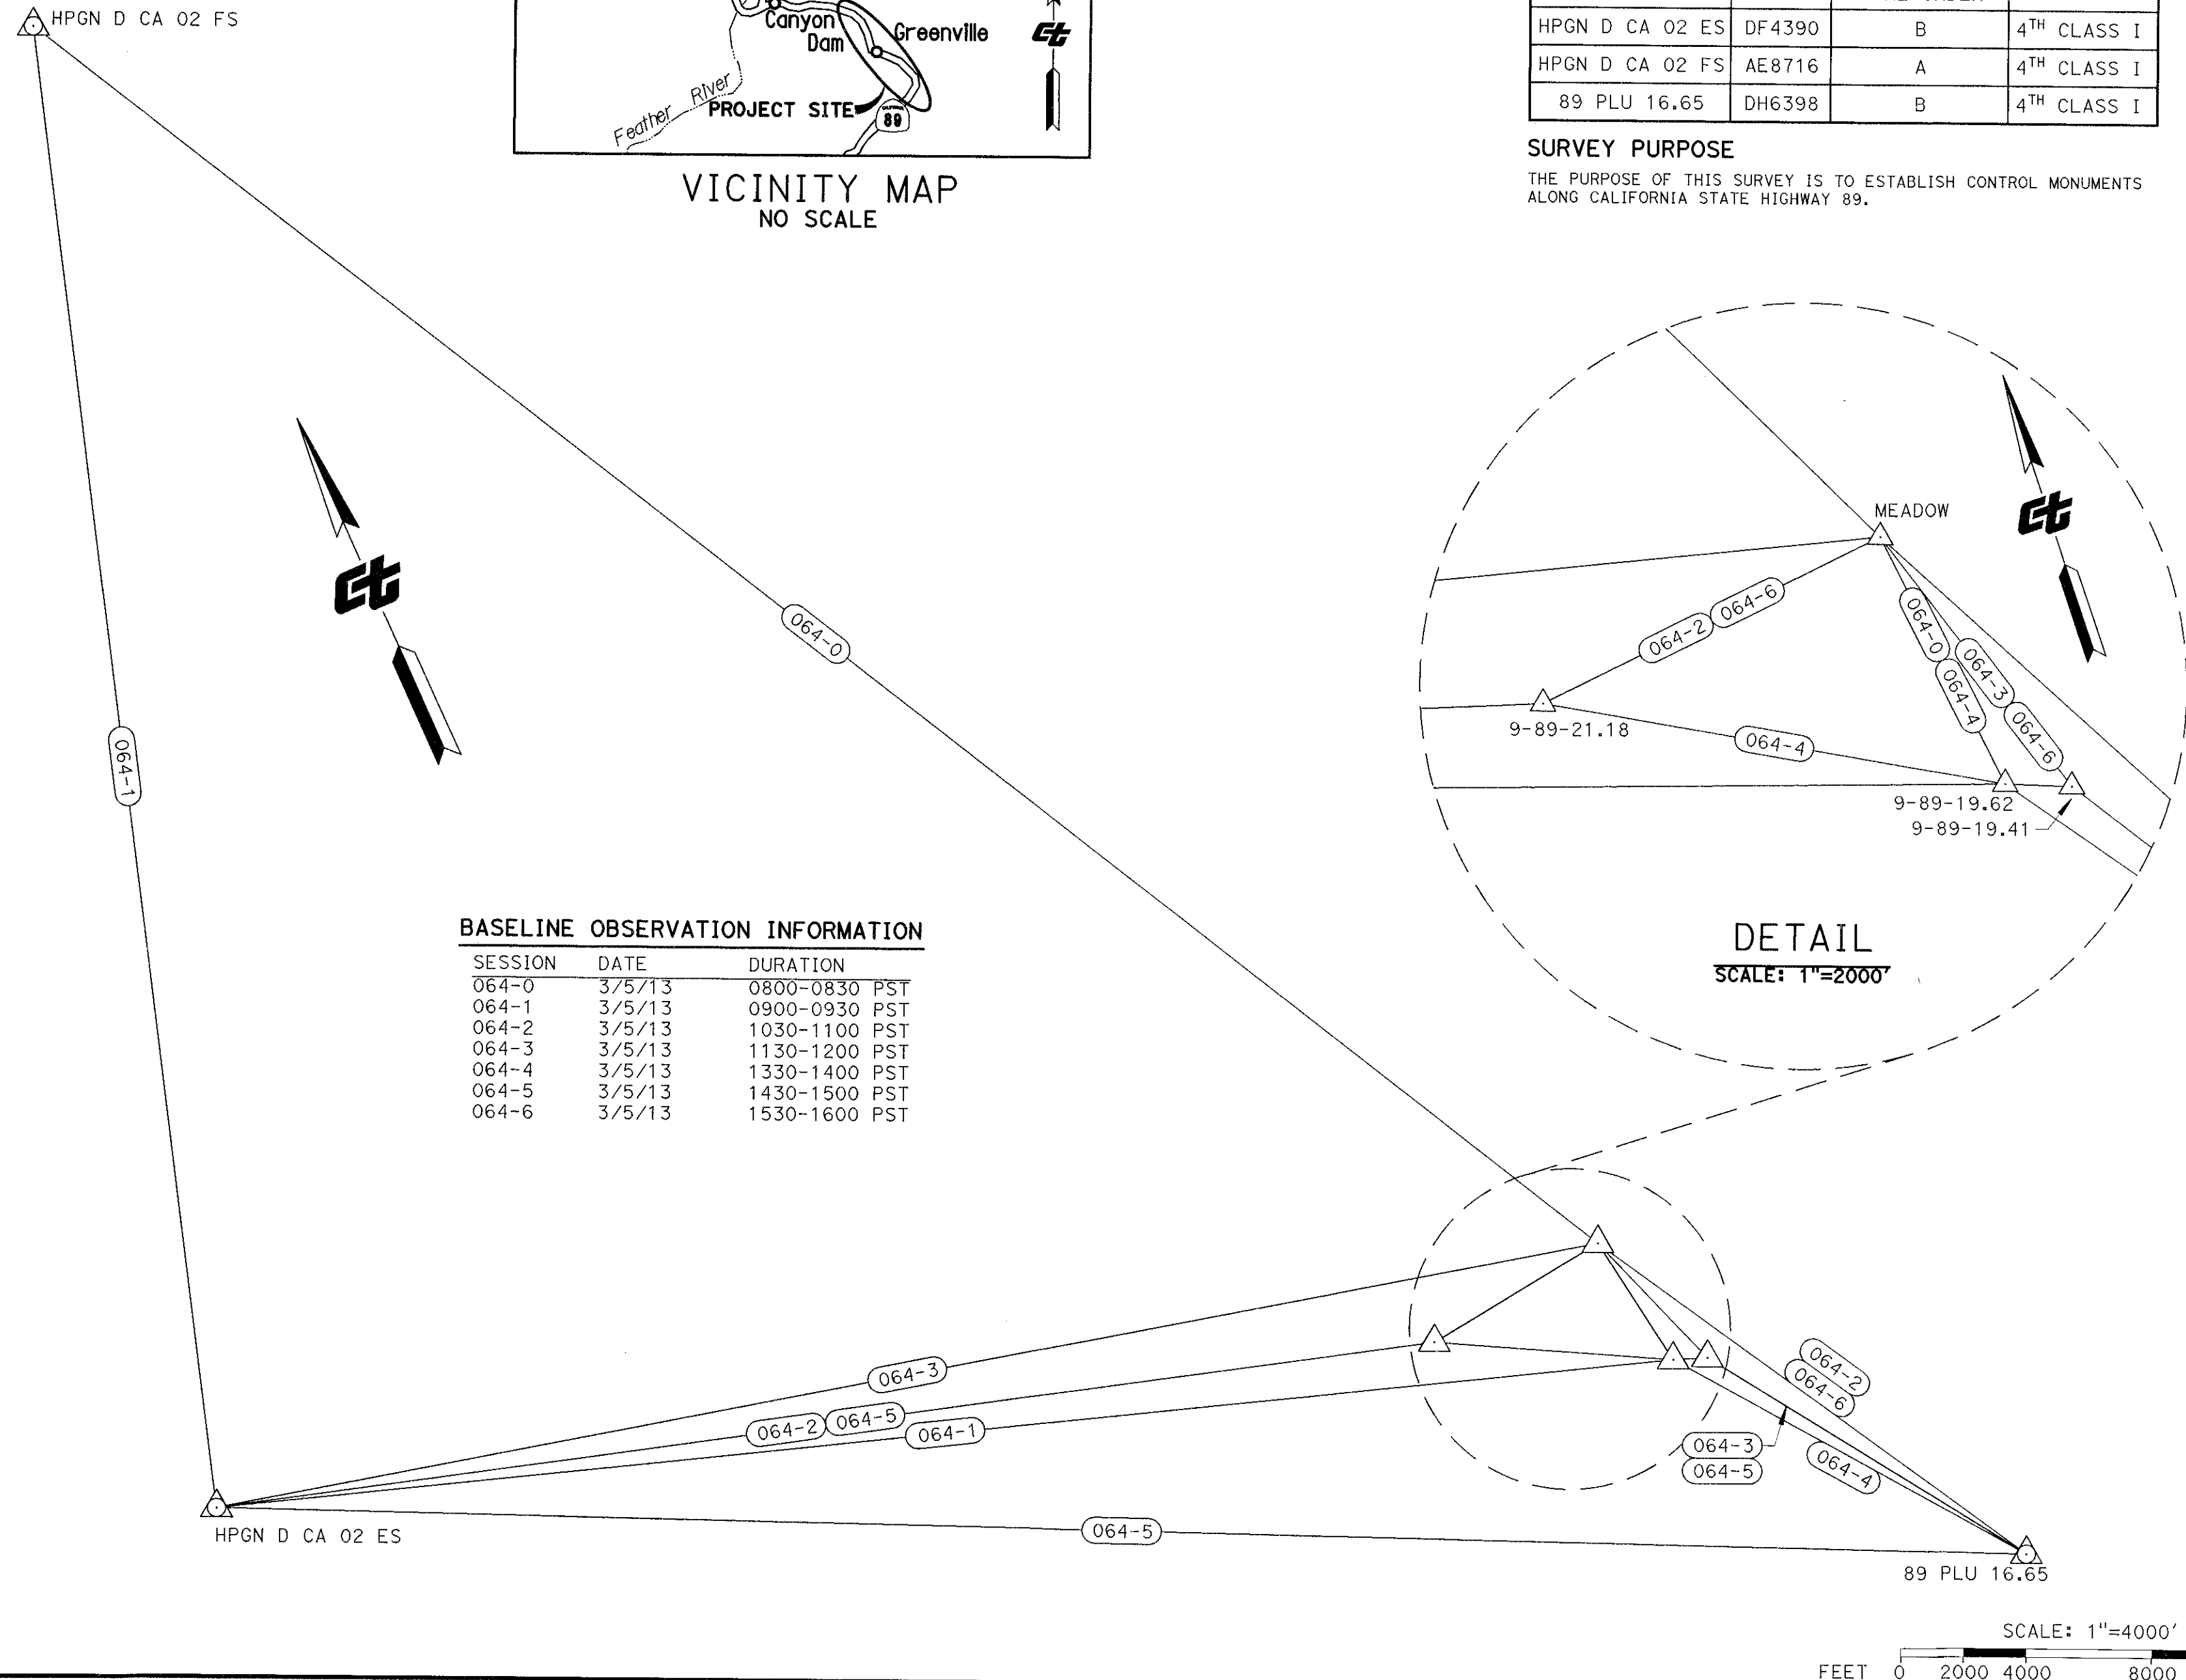 HPGN D CA 02 FS
Canyon
Dam
Greenville
Feather River
PROJECT SITE
89
Ct
VICINITY MAP
NO SCALE
HPGN D CA 02 ES DF4390 B 4TH CLASS I
HPGN D CA 02 FS AE8716 A 4TH CLASS I
89 PLU 16.65 DH6398 B 4TH CLASS I
SURVEY PURPOSE
THE PURPOSE OF THIS SURVEY IS TO ESTABLISH CONTROL MONUMENTS
ALONG CALIFORNIA STATE HIGHWAY 89.
Ct
064-0
064-1
MEADOW
Ct
064-2
064-6
064-0
064-4
064-3
064-6
9-89-21.18
064-4
9-89-19.62
9-89-19.41
DETAIL
SCALE: 1"=2000'
BASELINE OBSERVATION INFORMATION
SESSION DATE DURATION
064-0 3/5/13 0800-0830 PST
064-1 3/5/13 0900-0930 PST
064-2 3/5/13 1030-1100 PST
064-3 3/5/13 1130-1200 PST
064-4 3/5/13 1330-1400 PST
064-5 3/5/13 1430-1500 PST
064-6 3/5/13 1530-1600 PST
064-3
064-2
064-5
064-1
064-2
064-6
064-3
064-5
064-4
064-5
HPGN D CA 02 ES
89 PLU 16.65
SCALE: 1"=4000'
FEET 0 2000 4000 8000